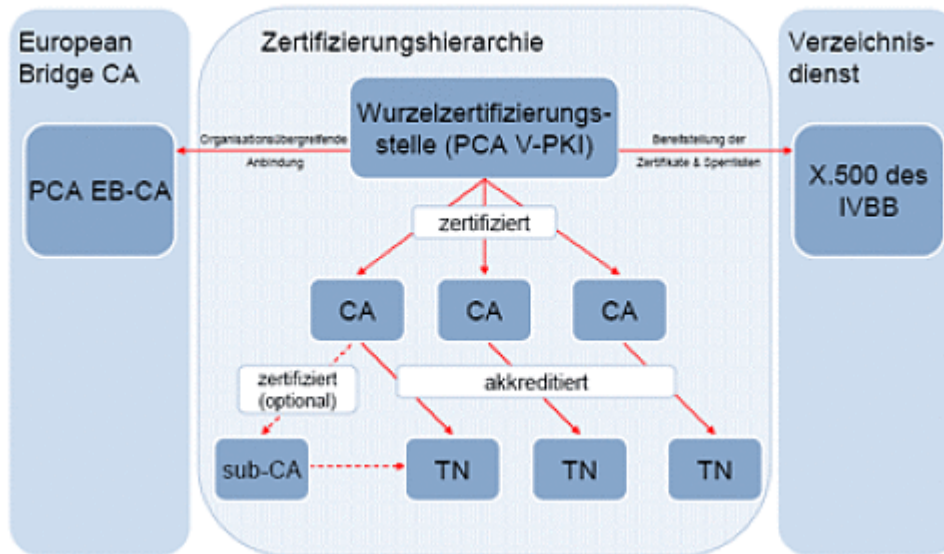 European
Bridge CA
PCA EB-CA
Zertifizierungshierarchie
Wurzelzertifizierungs-
stelle (PCA V-PKI)
Organisationsübergreifende
Anbindung
Bereitstellung der
Zertifikate & Sperrlisten
zertifiziert
CA
CA
CA
zertifiziert
(optional)
akkreditiert
sub-CA
TN
TN
TN
Verzeichnis-
dienst
X.500 des
IVBB